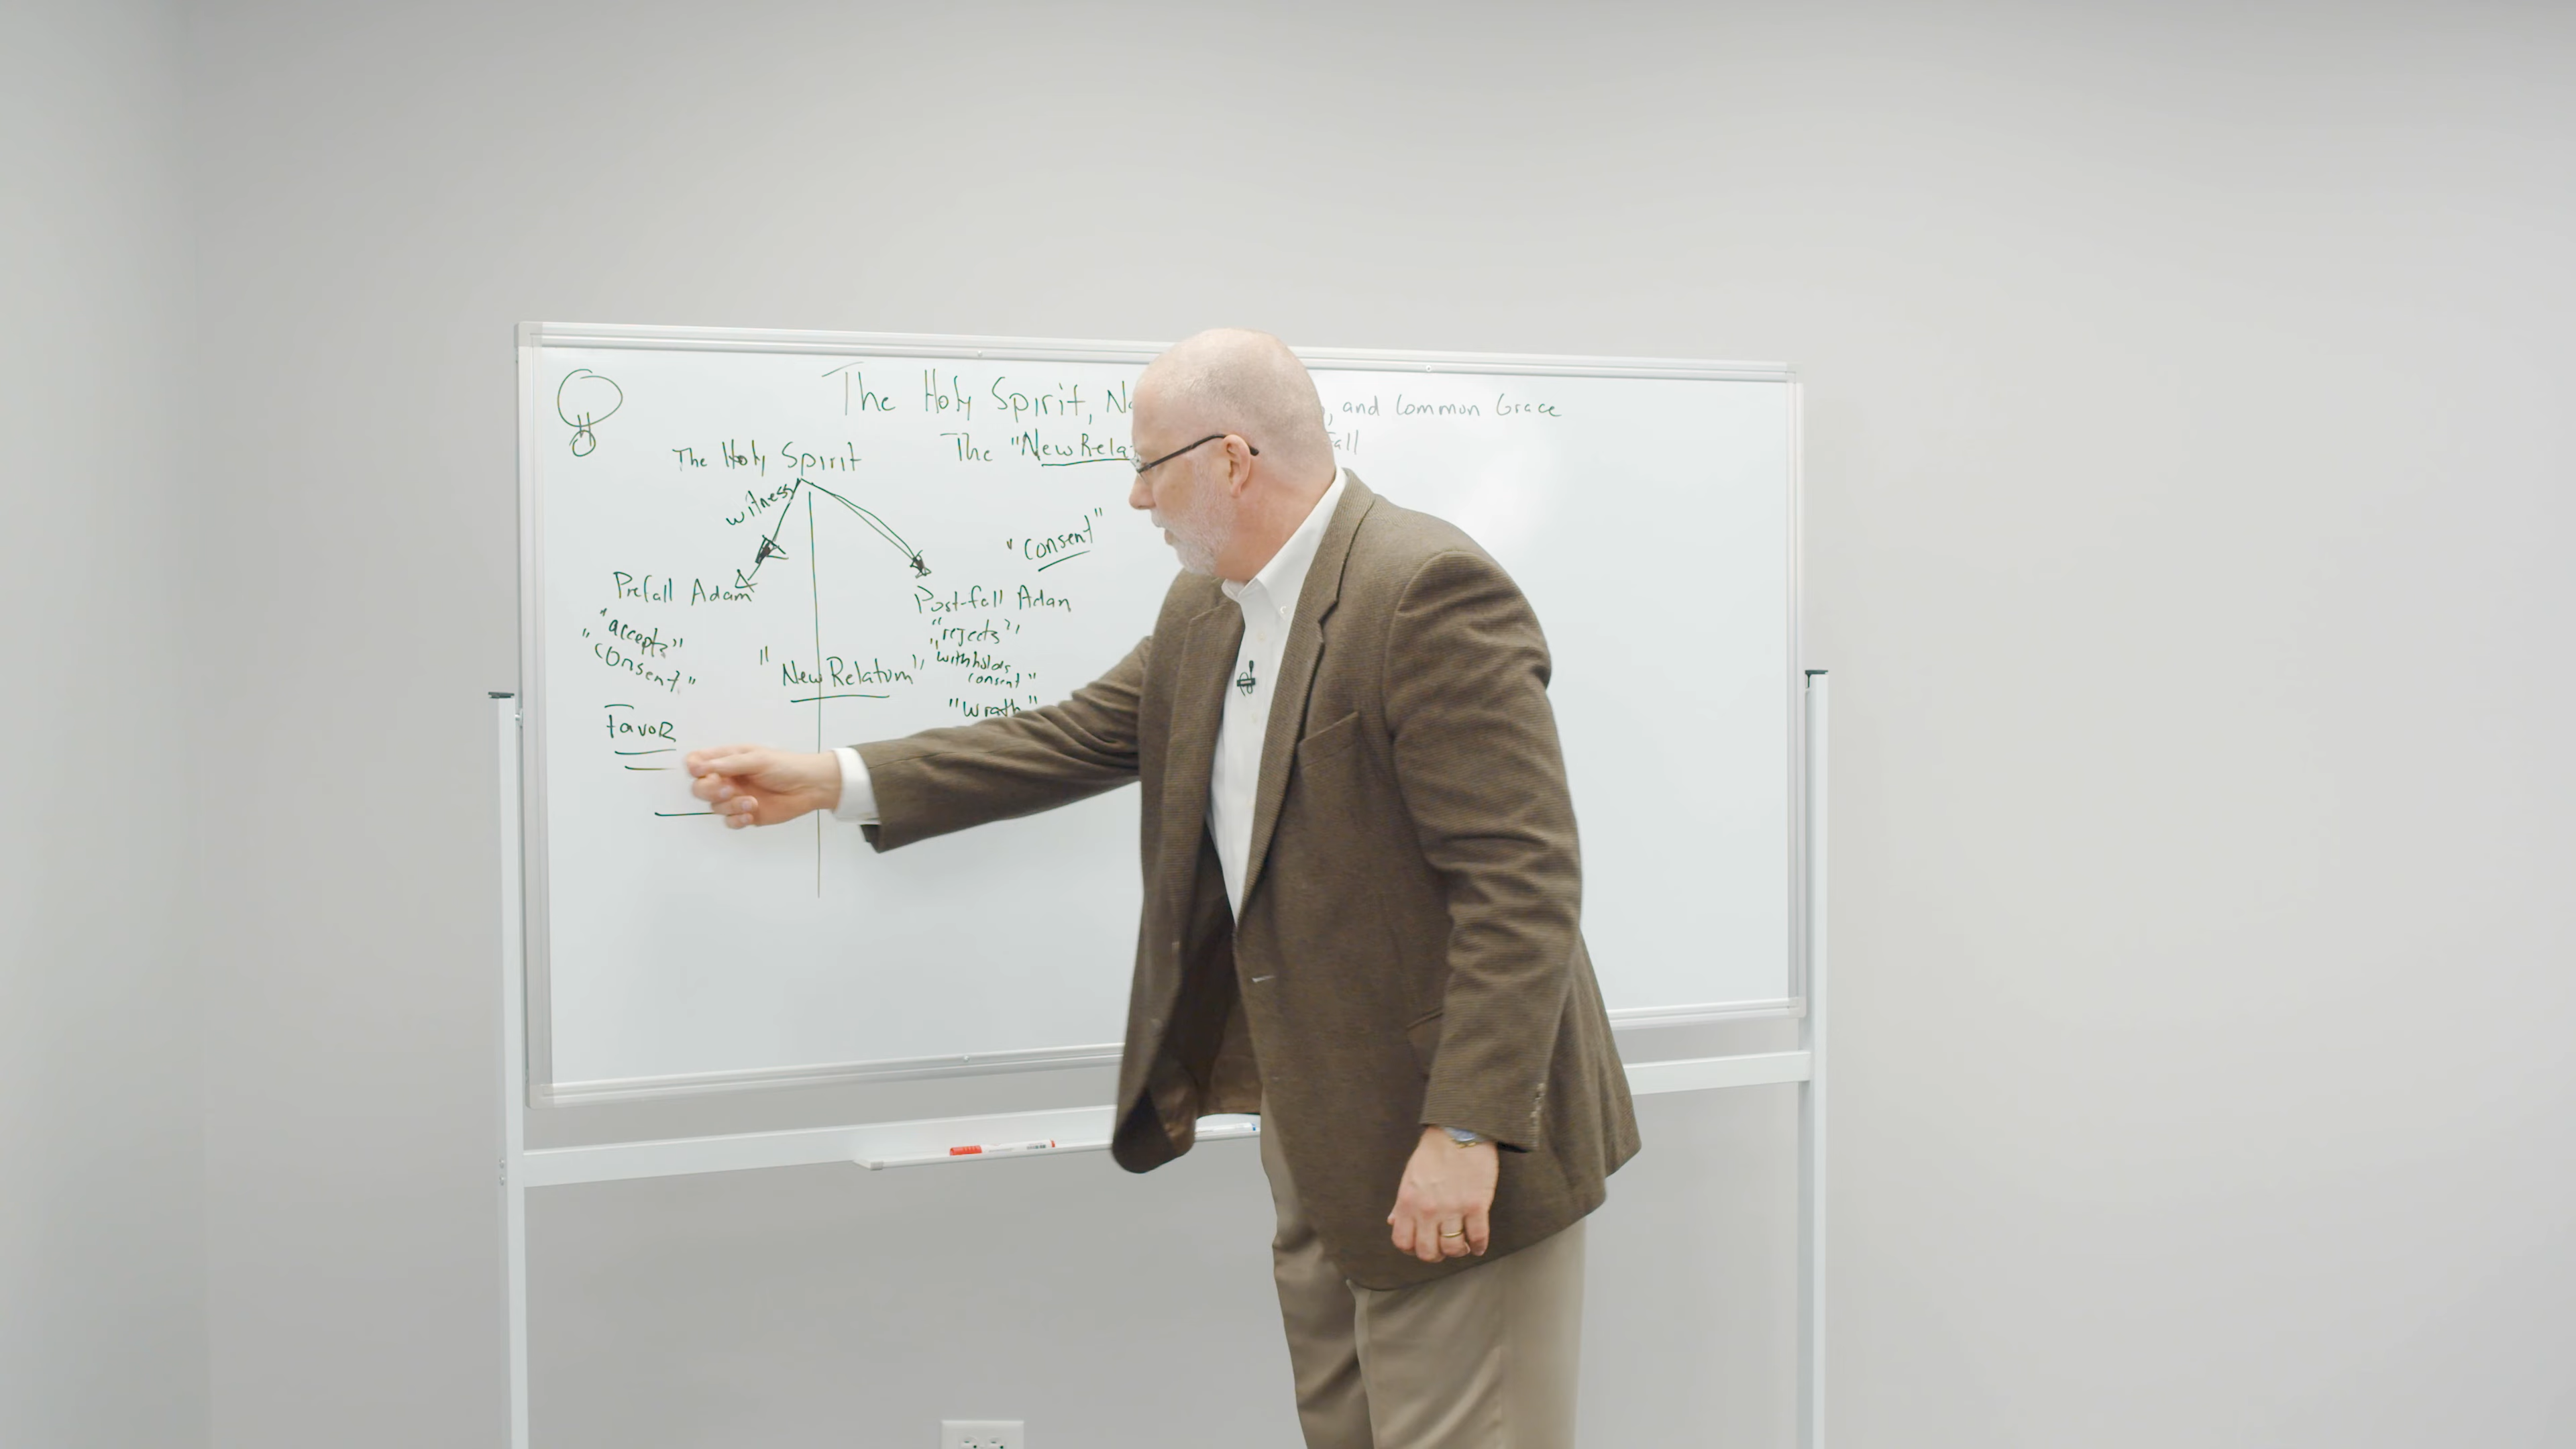 The Holy Spirit, , and Common Grace
The "New Rela
The Holy Spirit
witness
"consent"
Prefall Adam
Post-fall Adam
"accepts"
"Consent"
"rejects"
"withholds
consent"
"New Relatum"
"Wrath"
Favor